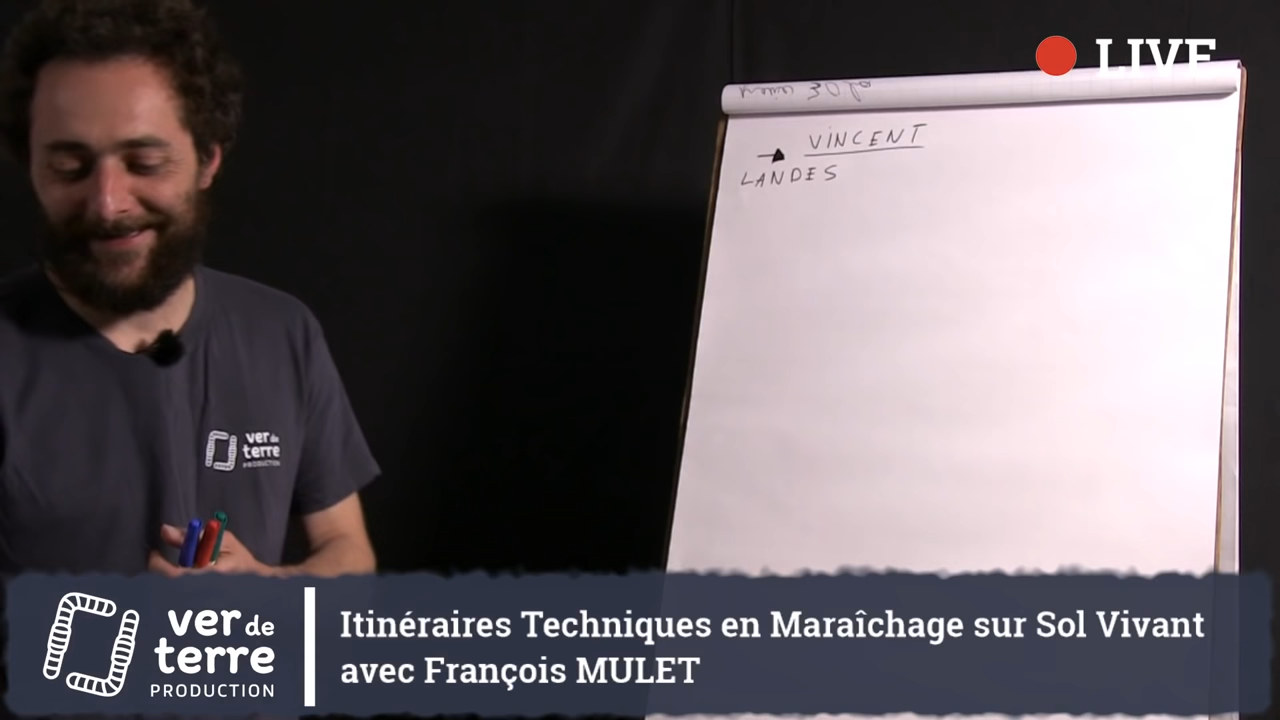 LIVE
VINCENT
LANDES
ver de
terre
PRODUCTION
ver de
terre
PRODUCTION
Itinéraires Techniques en Maraîchage sur Sol Vivant
avec François MULET